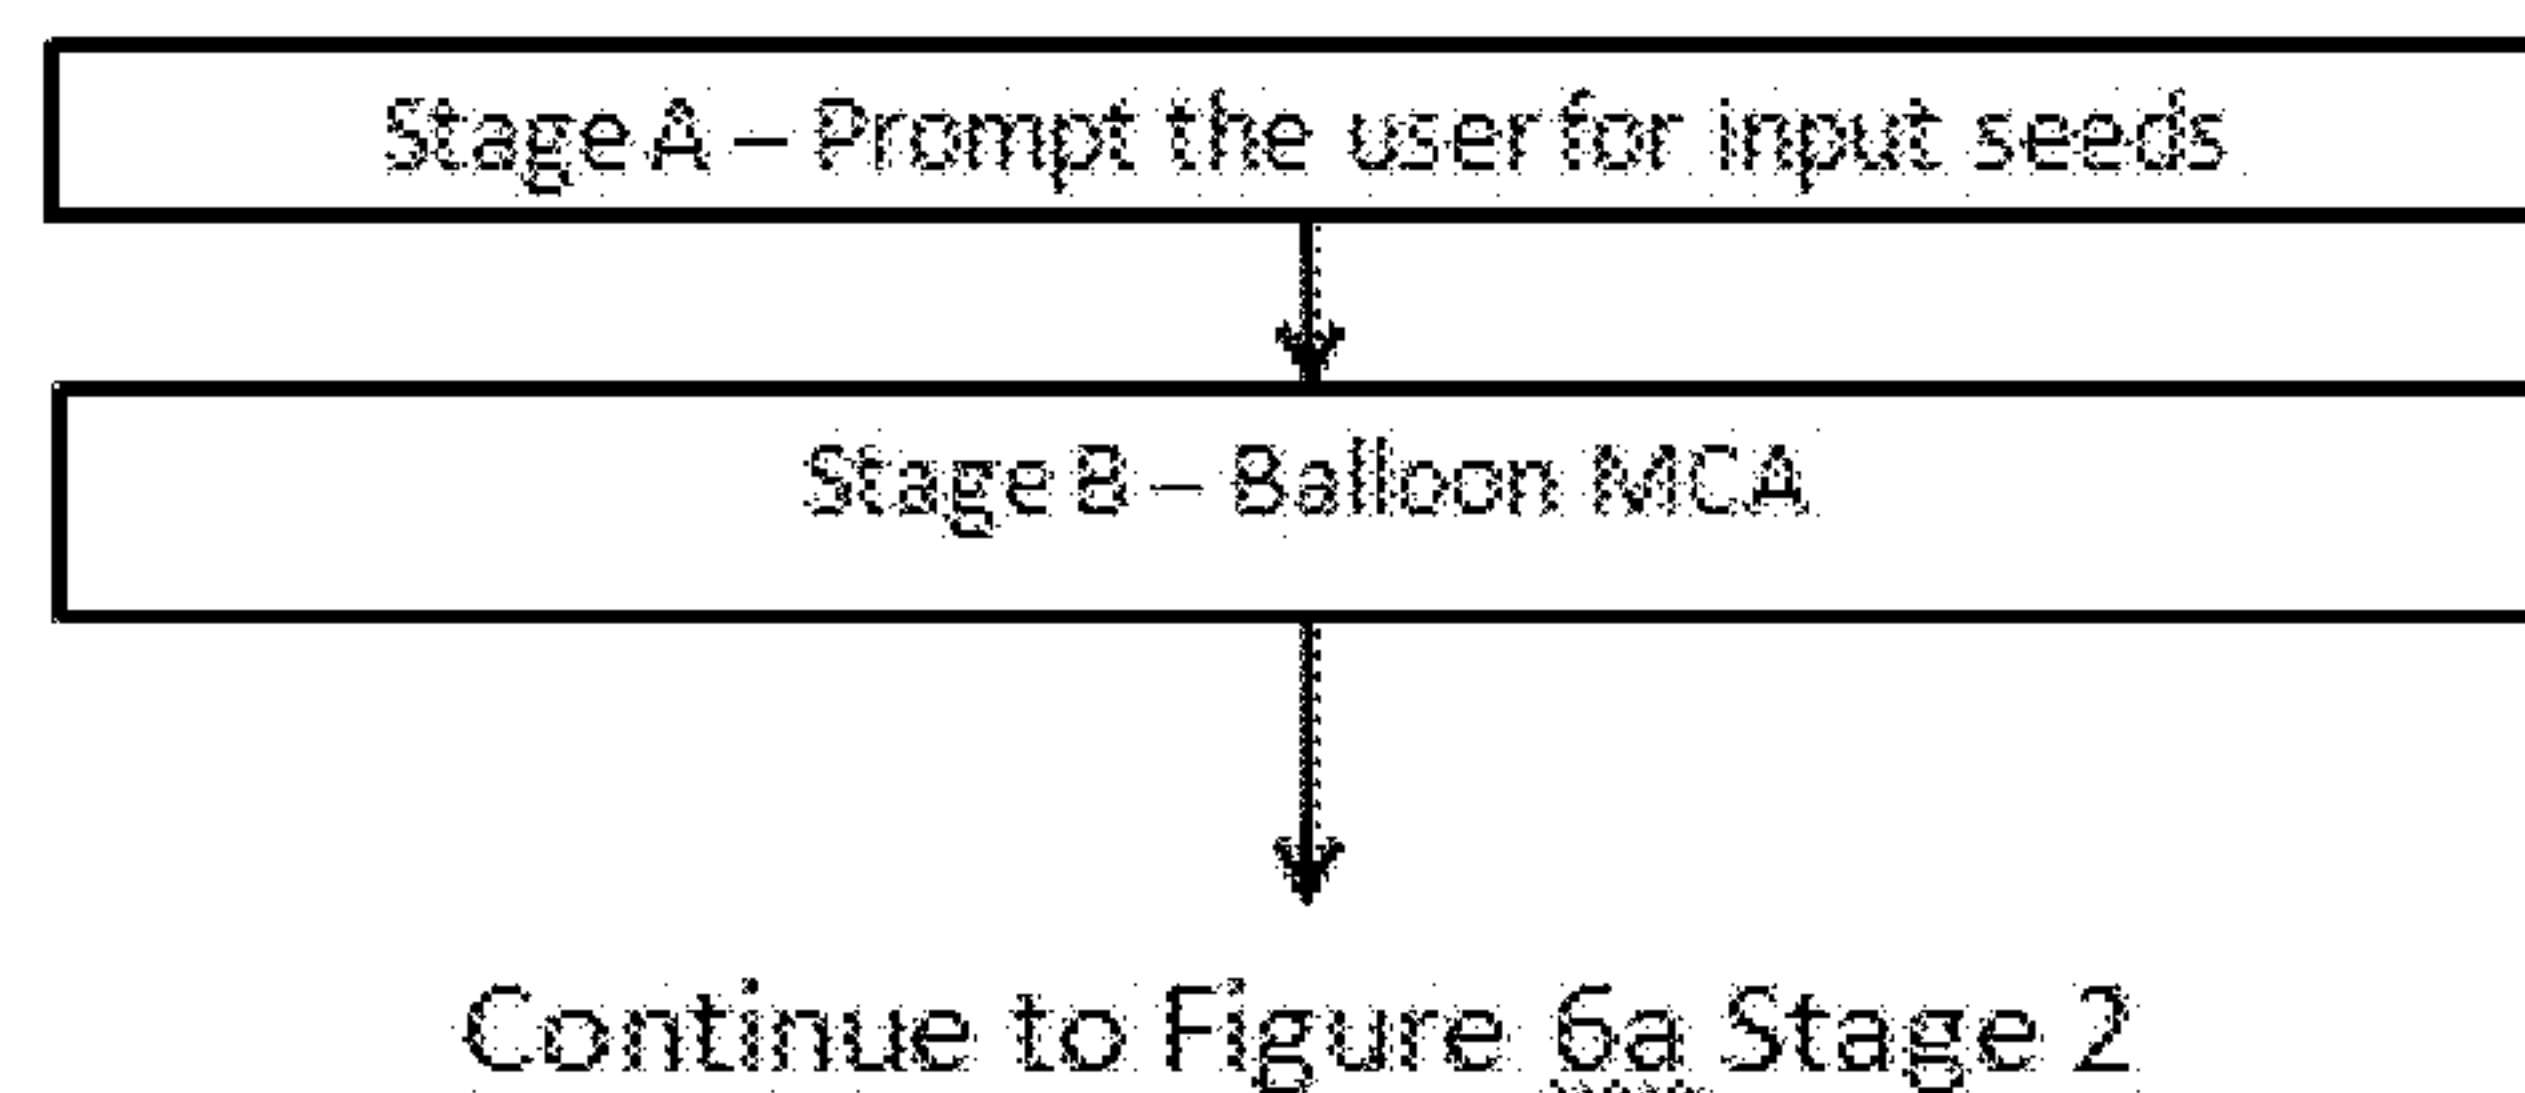 Stage A – Prompt the user for input seeds
Stage B – Balloon MCA
Continue to Figure 6a Stage 2